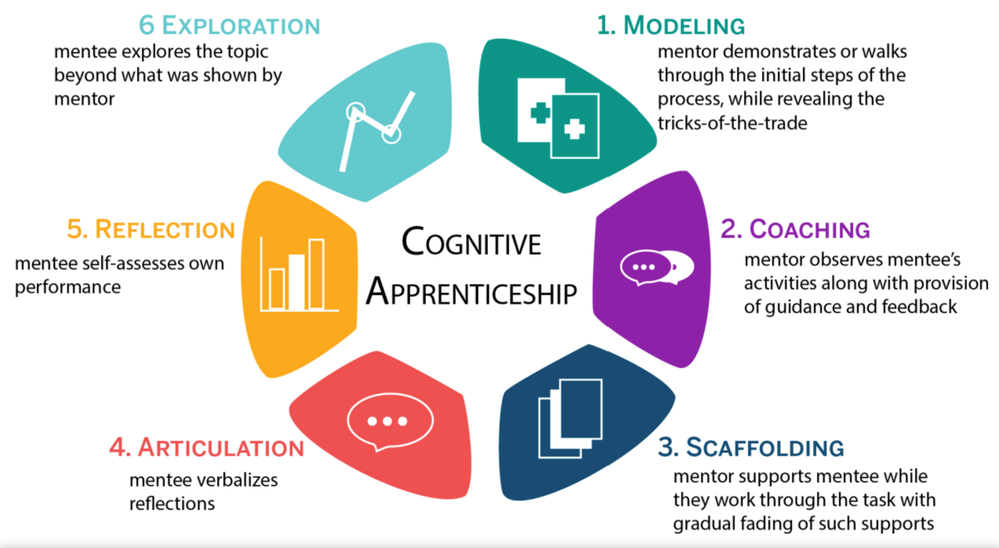 COGNITIVE
APPRENTICESHIP
1. MODELING
mentor demonstrates or walks
through the initial steps of the
process, while revealing the
tricks-of-the-trade
2. COACHING
mentor observes mentee's
activities along with provision
of guidance and feedback
3. SCAFFOLDING
mentor supports mentee while
they work through the task with
gradual fading of such supports
4. ARTICULATION
mentee verbalizes
reflections
5. REFLECTION
mentee self-assesses own
performance
6 EXPLORATION
mentee explores the topic
beyond what was shown by
mentor